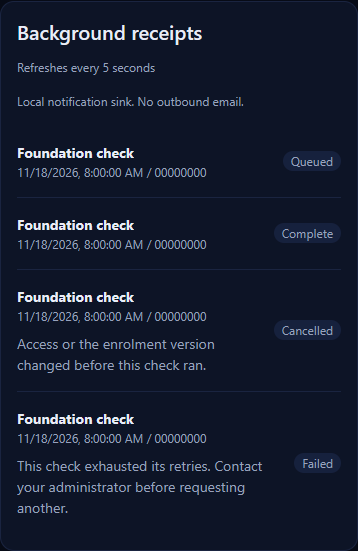 Background receipts
Refreshes every 5 seconds
Local notification sink. No outbound email.
Foundation check
11/18/2026, 8:00:00 AM / 00000000
Queued
Foundation check
11/18/2026, 8:00:00 AM / 00000000
Complete
Foundation check
11/18/2026, 8:00:00 AM / 00000000
Cancelled
Access or the enrolment version
changed before this check ran.
Foundation check
11/18/2026, 8:00:00 AM / 00000000
This check exhausted its retries. Contact
Failed
your administrator before requesting
another.